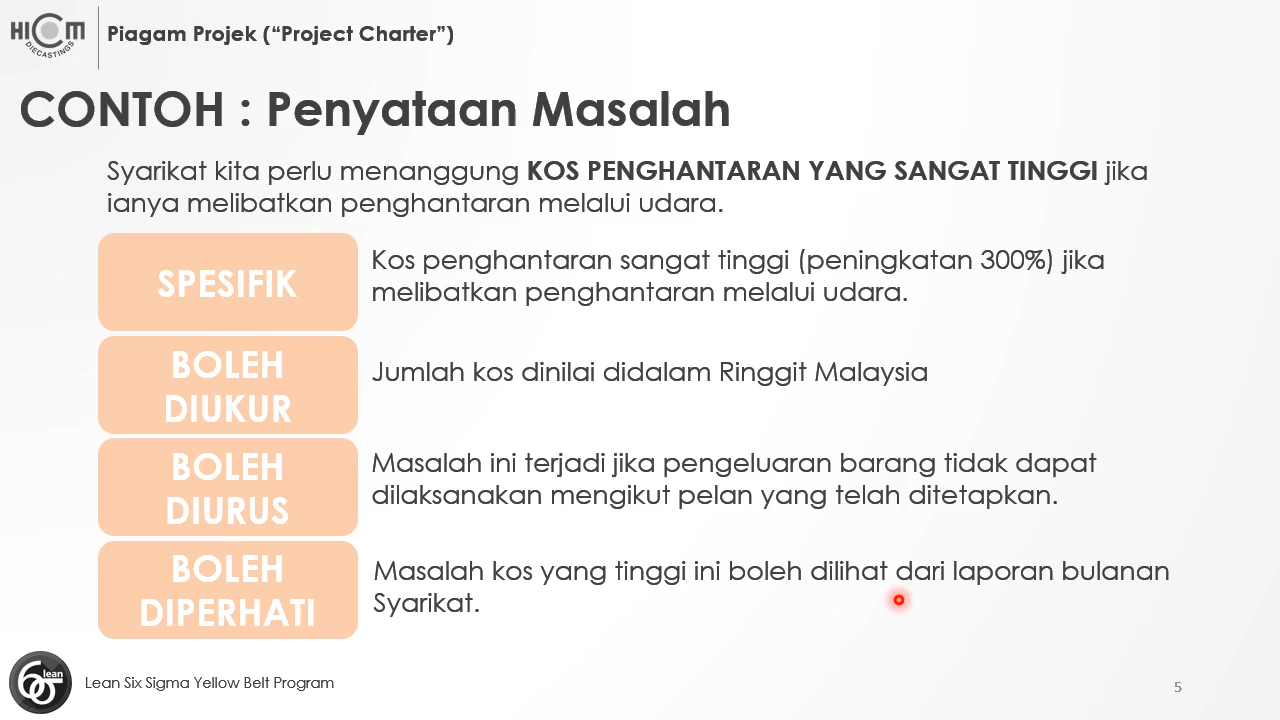 HICOM
DIECASTINGS
Piagam Projek (“Project Charter”)
CONTOH : Penyataan Masalah
Syarikat kita perlu menanggung KOS PENGHANTARAN YANG SANGAT TINGGI jika
ianya melibatkan penghantaran melalui udara.
SPESIFIK
Kos penghantaran sangat tinggi (peningkatan 300%) jika
melibatkan penghantaran melalui udara.
BOLEH
DIUKUR
Jumlah kos dinilai didalam Ringgit Malaysia
BOLEH
DIURUS
Masalah ini terjadi jika pengeluaran barang tidak dapat
dilaksanakan mengikut pelan yang telah ditetapkan.
BOLEH
DIPERHATI
Masalah kos yang tinggi ini boleh dilihat dari laporan bulanan
Syarikat.
lean
6σ
Lean Six Sigma Yellow Belt Program
5